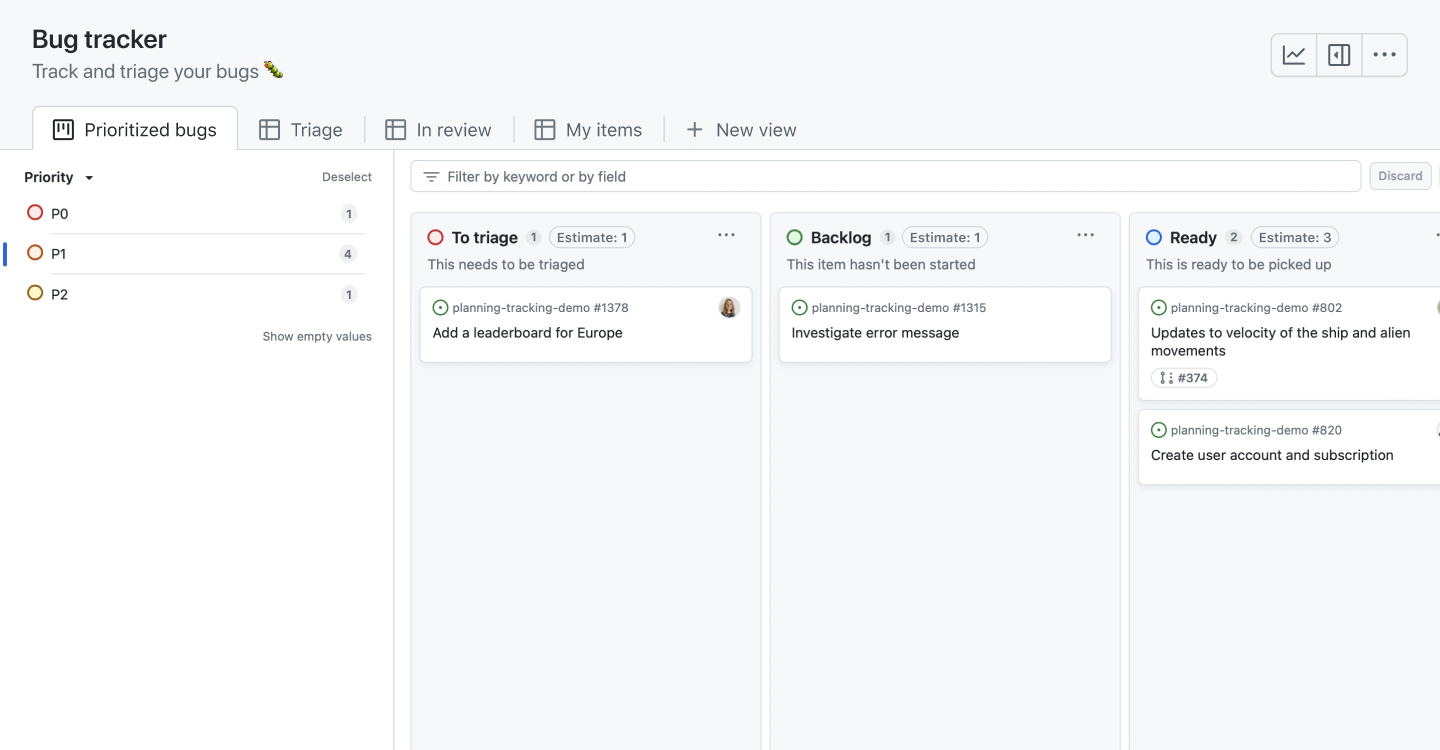 Bug tracker
Track and triage your bugs
Prioritized bugs
Triage
In review
My items
New view
Priority
Deselect
P0
1
P1
4
P2
1
Show empty values
Filter by keyword or by field
Discard
To triage 1 Estimate: 1
This needs to be triaged
planning-tracking-demo #1378
Add a leaderboard for Europe
Backlog 1 Estimate: 1
This item hasn't been started
planning-tracking-demo #1315
Investigate error message
Ready 2 Estimate: 3
This is ready to be picked up
planning-tracking-demo #802
Updates to velocity of the ship and alien
movements
#374
planning-tracking-demo #820
Create user account and subscription